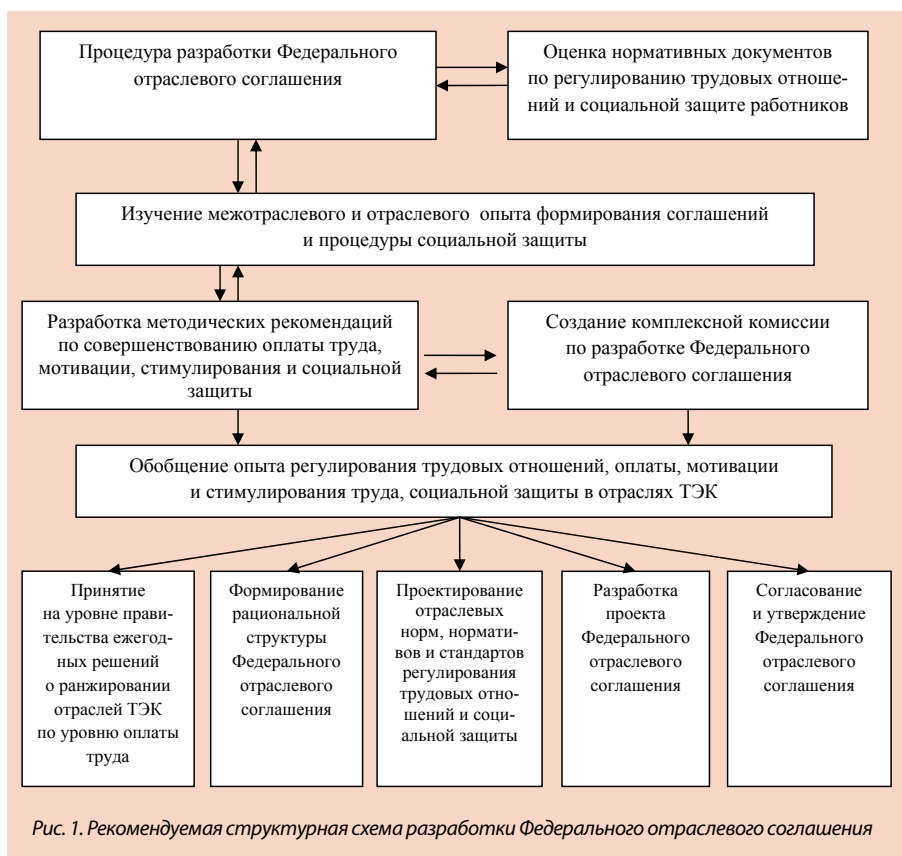 Процедура разработки Федерального
отраслевого соглашения
Оценка нормативных документов
по регулированию трудовых отноше-
ний и социальной защите работников
Изучение межотраслевого и отраслевого опыта формирования соглашений
и процедуры социальной защиты
Разработка методических рекомендаций
по совершенствованию оплаты труда,
мотивации, стимулирования и социальной
защиты
Создание комплексной комиссии
по разработке Федерального
отраслевого соглашения
Обобщение опыта регулирования трудовых отношений, оплаты, мотивации
и стимулирования труда, социальной защиты в отраслях ТЭК
Принятие
на уровне прави-
тельства ежегод-
ных решений
о ранжировании
отраслей ТЭК
по уровню оплаты
труда
Формирование
рациональной
структуры
Федерального
отраслевого
соглашения
Проектирование
отраслевых
норм, нормати-
вов и стандартов
регулирования
трудовых отно-
шений и соци-
альной защиты
Разработка
проекта
Федерального
отраслевого
соглашения
Согласование
и утверждение
Федерального
отраслевого
соглашения
Рис. 1. Рекомендуемая структурная схема разработки Федерального отраслевого соглашения